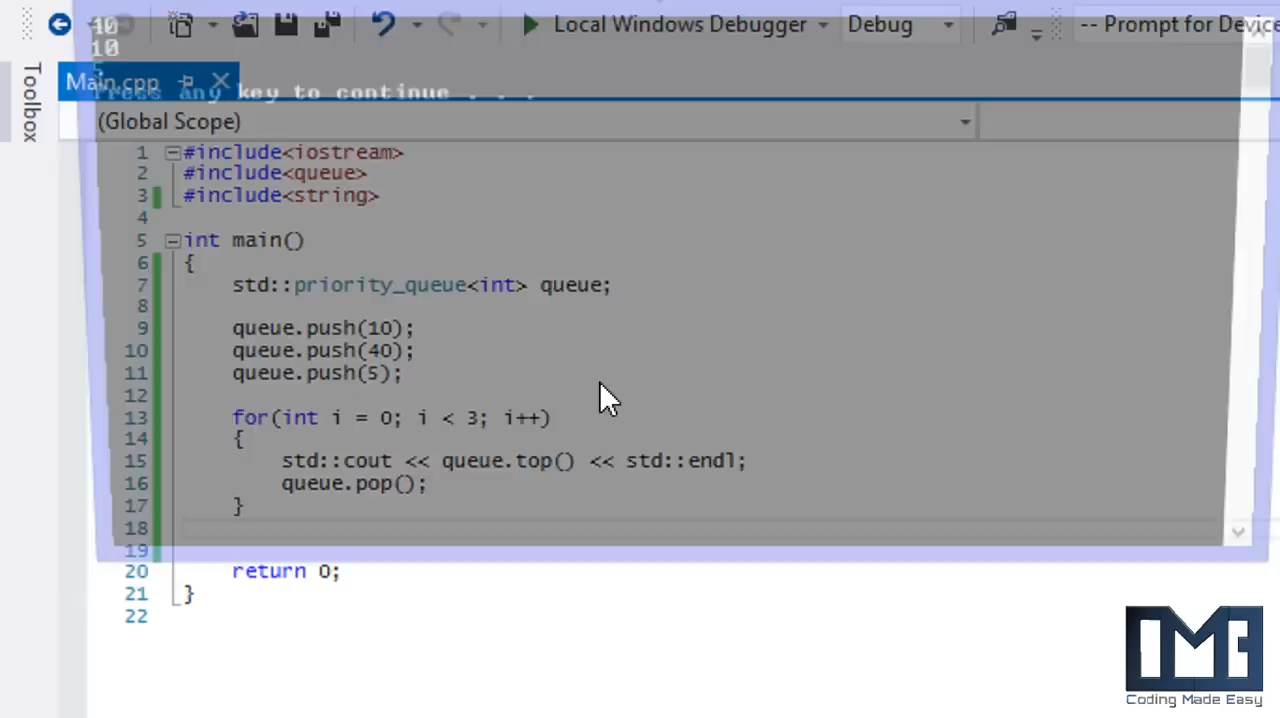 Local Windows Debugger
Debug
-- Prompt for Device
10
10
Toolbox
Main.cpp
Press any key to continue . . .
(Global Scope)
1 #include<iostream>
2 #include<queue>
3 #include<string>
4
5 int main()
6 {
7 std::priority_queue<int> queue;
8
9 queue.push(10);
10 queue.push(40);
11 queue.push(5);
12
13 for(int i = 0; i < 3; i++)
14 {
15 std::cout << queue.top() << std::endl;
16 queue.pop();
17 }
18
19
20 return 0;
21 }
22
CME
Coding Made Easy